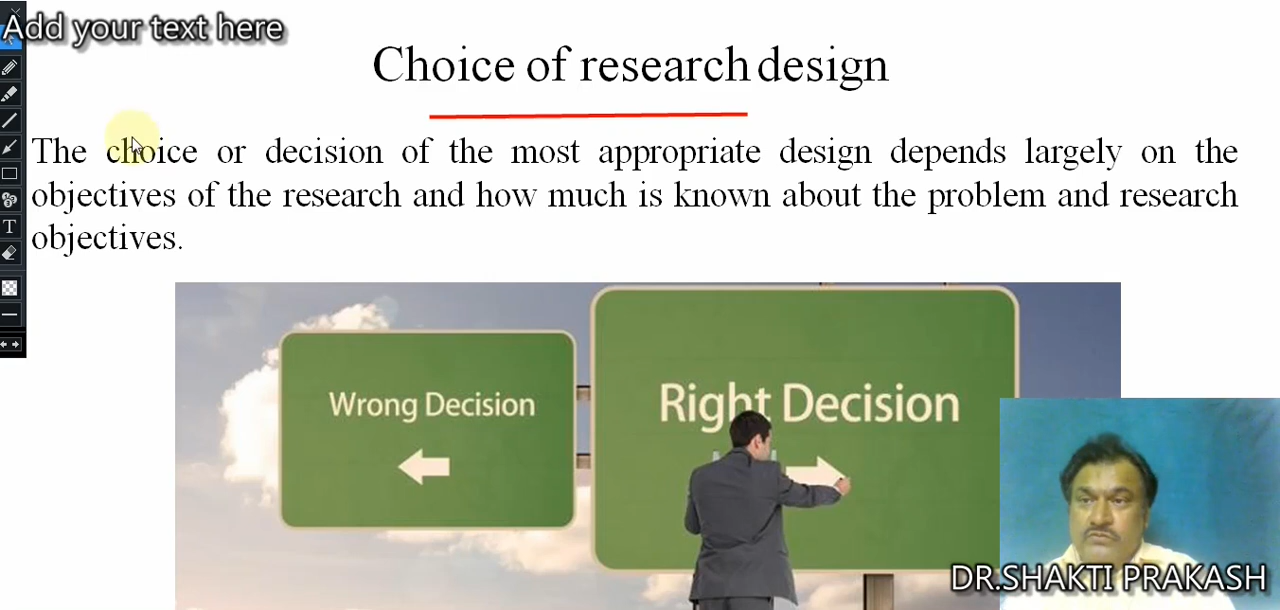 Add your text here
Choice of research design
The choice or decision of the most appropriate design depends largely on the
objectives of the research and how much is known about the problem and research
objectives.
Wrong Decision
Right Decision
T
DR.SHAKTI PRAKASH